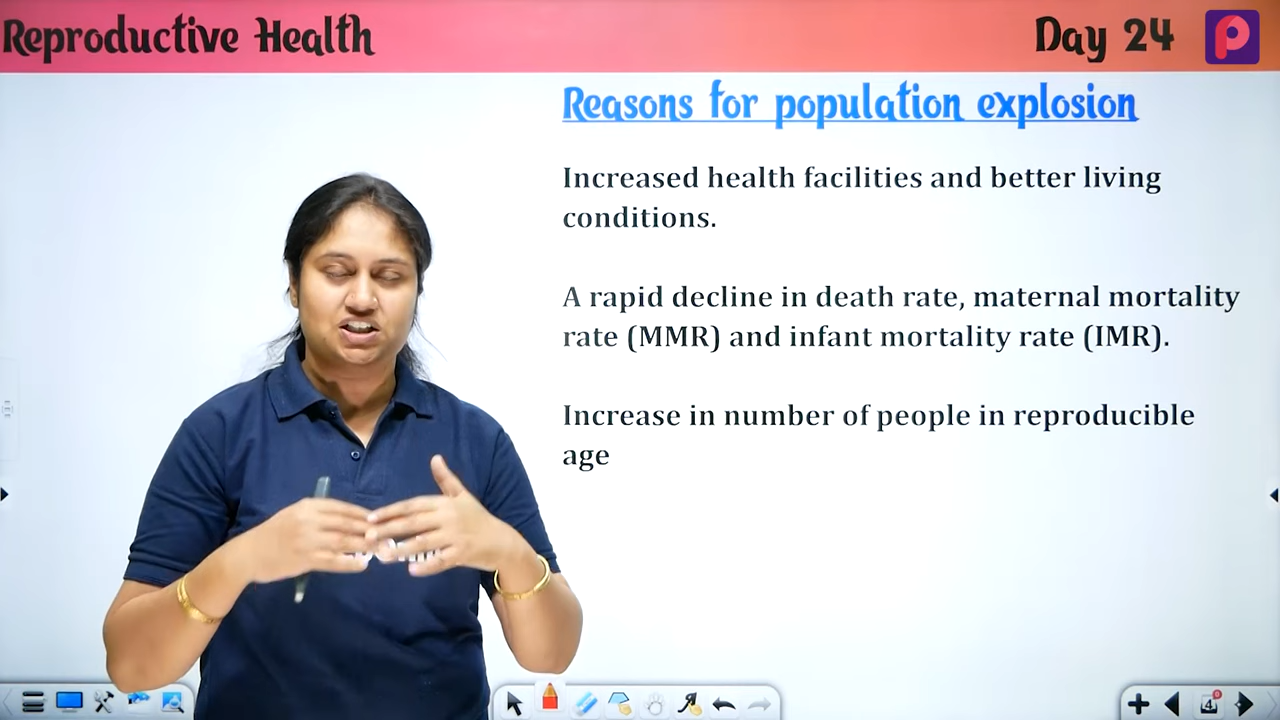 Reproductive Health
Day 24
Reasons for population explosion
Increased health facilities and better living
conditions.
A rapid decline in death rate, maternal mortality
rate (MMR) and infant mortality rate (IMR).
Increase in number of people in reproducible
age
4